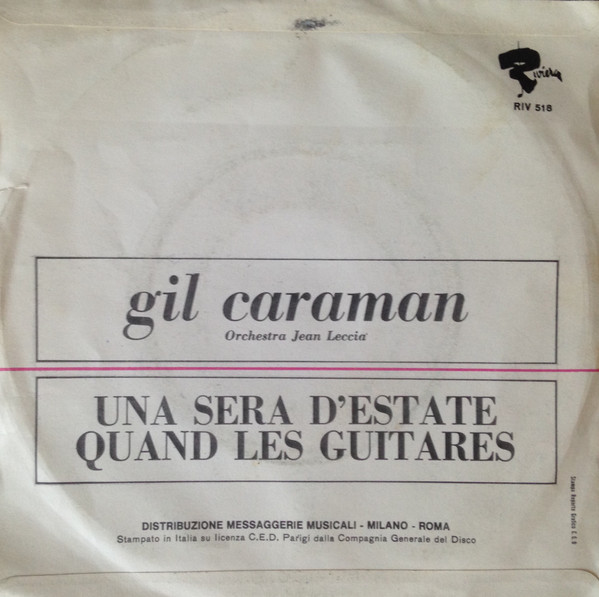 Riviera
RIV 518
gil caraman
Orchestra Jean Leccia
UNA SERA D'ESTATE
QUAND LES GUITARES
DISTRIBUZIONE MESSAGGERIE MUSICALI - MILANO - ROMA
Stampato in Italia su licenza C.E.D. Parigi dalla Compagnia Generale del Disco